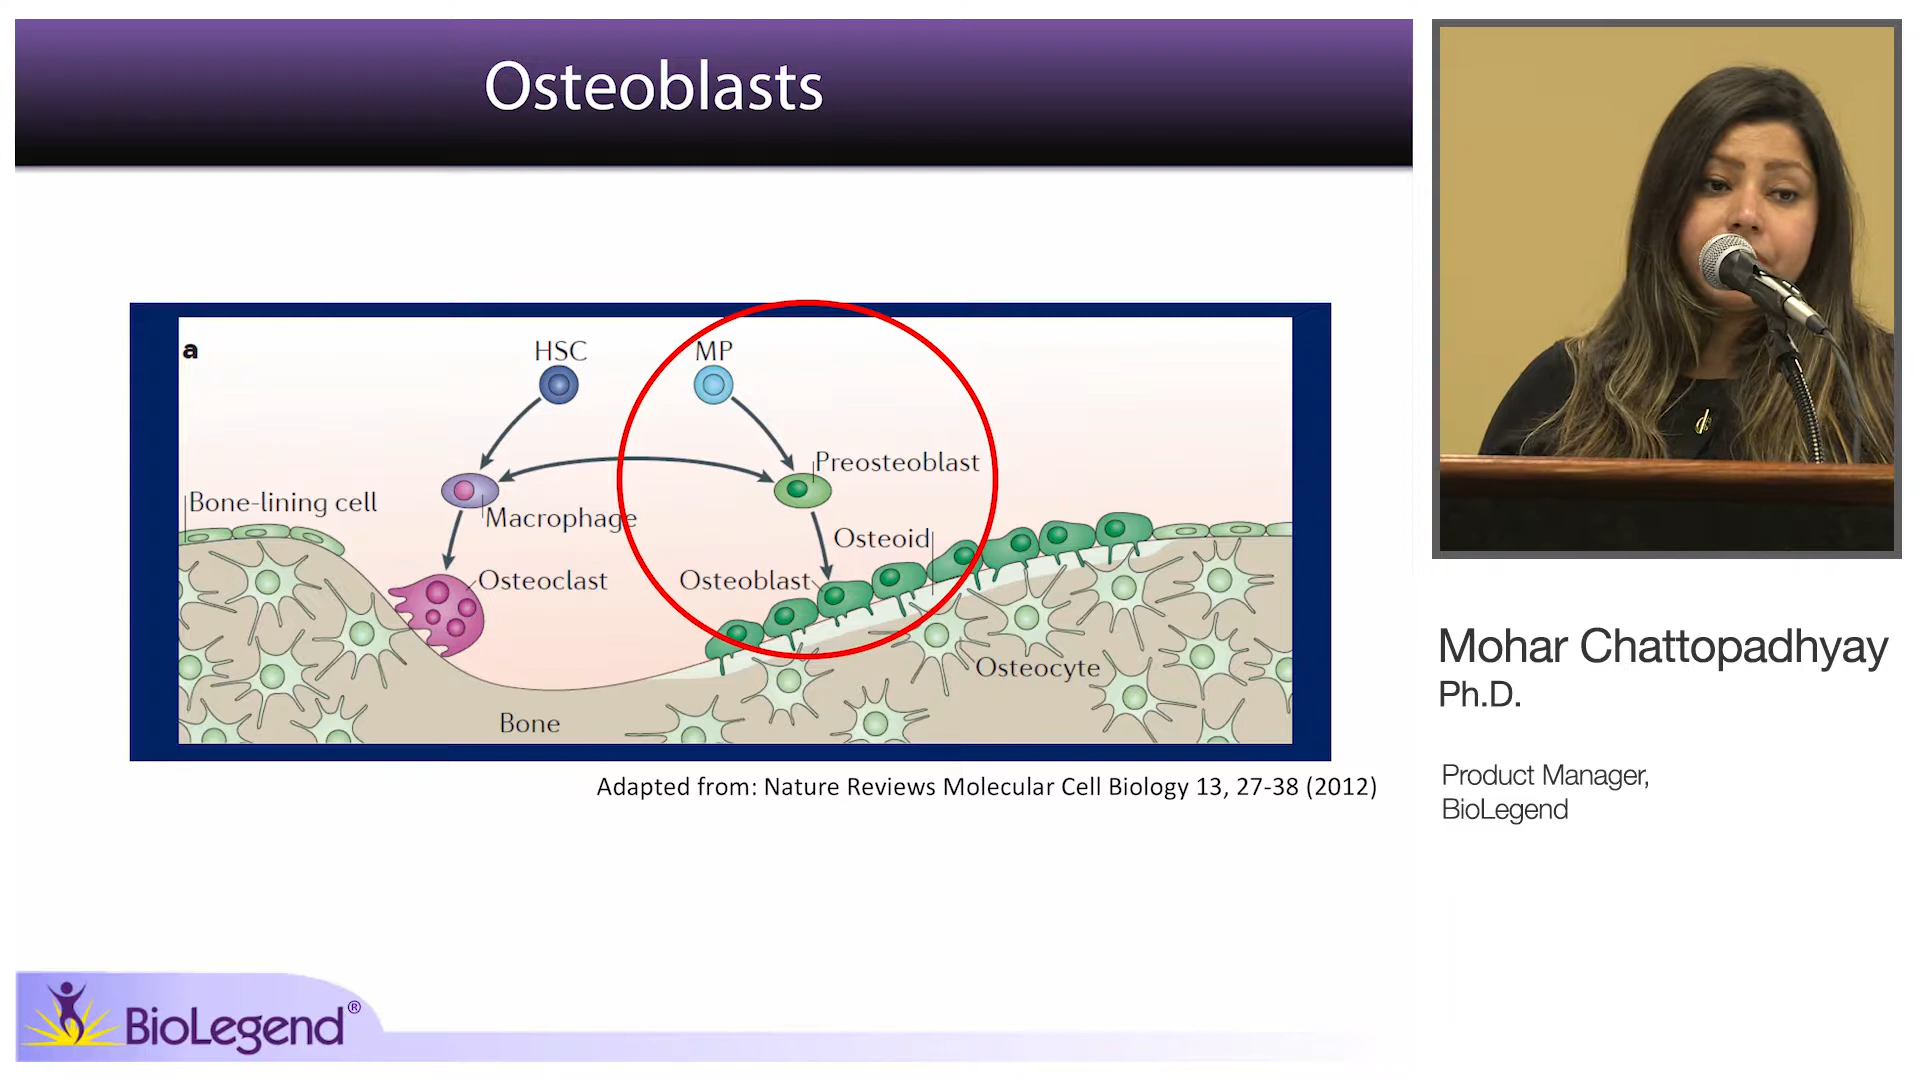 Osteoblasts
a
HSC
MP
Preosteoblast
Bone-lining cell
Macrophage
Osteoid
Osteoclast
Osteoblast
Osteocyte
Bone
Adapted from: Nature Reviews Molecular Cell Biology 13, 27-38 (2012)
BioLegend®
Mohar Chattopadhyay
Ph.D.
Product Manager,
BioLegend